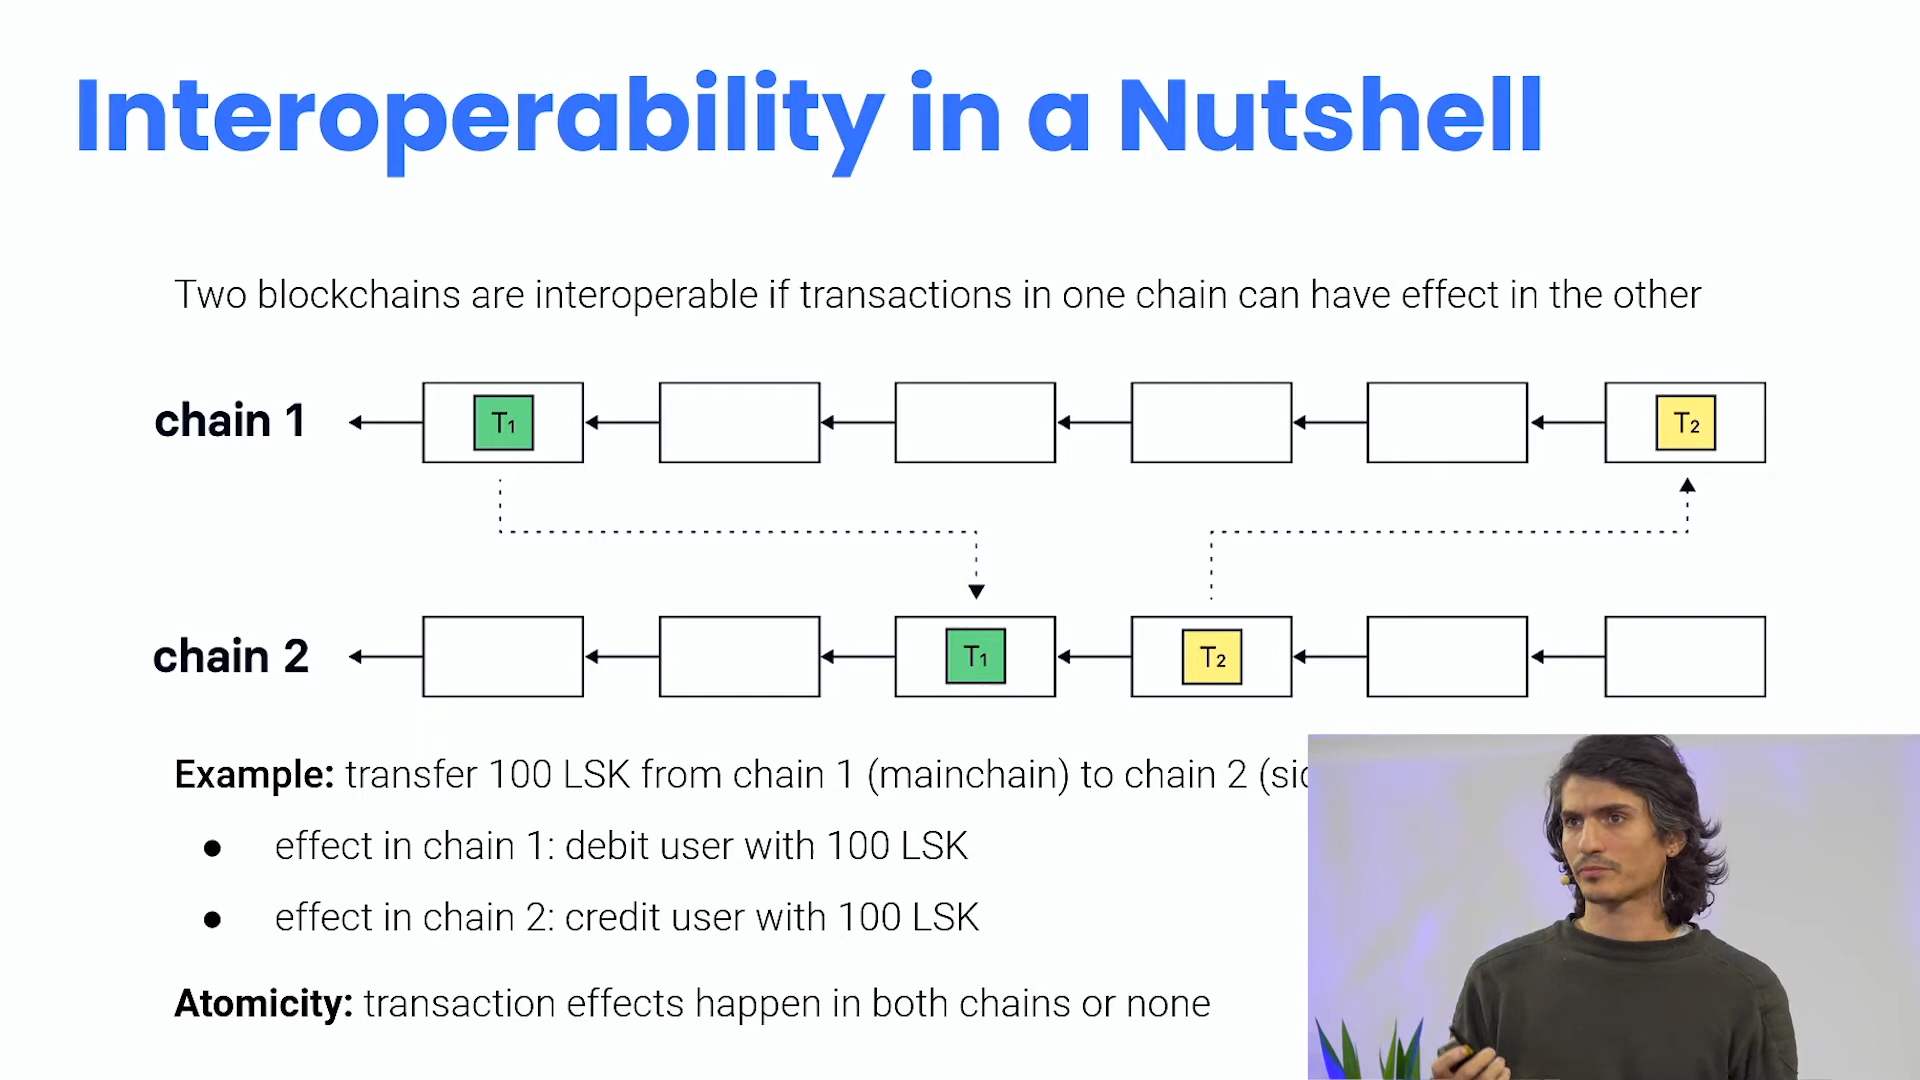 Interoperability in a Nutshell
Two blockchains are interoperable if transactions in one chain can have effect in the other
chain 1
T₁
T₂
chain 2
T₁
T₂
Example: transfer 100 LSK from chain 1 (mainchain) to chain 2
● effect in chain 1: debit user with 100 LSK
● effect in chain 2: credit user with 100 LSK
Atomicity: transaction effects happen in both chains or none